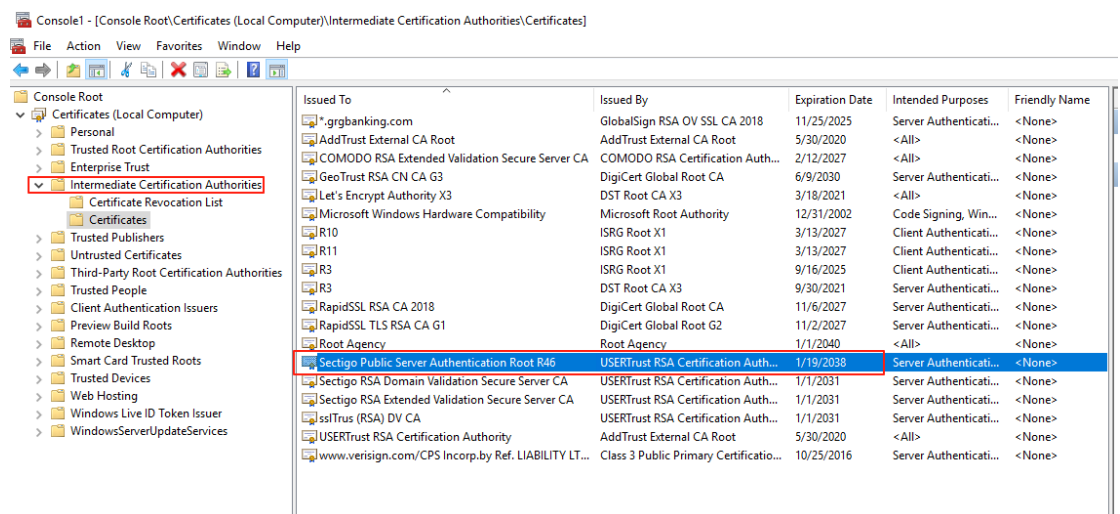 Console1 - [Console Root\Certificates (Local Computer)\Intermediate Certification Authorities\Certificates]
File Action View Favorites Window Help
Console Root
Certificates (Local Computer)
Personal
Trusted Root Certification Authorities
Enterprise Trust
Intermediate Certification Authorities
Certificate Revocation List
Certificates
Trusted Publishers
Untrusted Certificates
Third-Party Root Certification Authorities
Trusted People
Client Authentication Issuers
Preview Build Roots
Remote Desktop
Smart Card Trusted Roots
Trusted Devices
Web Hosting
Windows Live ID Token Issuer
WindowsServerUpdateServices
Issued To Issued By Expiration Date Intended Purposes Friendly Name
*.grgbanking.com GlobalSign RSA OV SSL CA 2018 11/25/2025 Server Authenticati... <None>
AddTrust External CA Root AddTrust External CA Root 5/30/2020 <All> <None>
COMODO RSA Extended Validation Secure Server CA COMODO RSA Certification Auth... 2/12/2027 <All> <None>
GeoTrust RSA CN CA G3 DigiCert Global Root CA 6/9/2030 Server Authenticati... <None>
Let's Encrypt Authority X3 DST Root CA X3 3/18/2021 <All> <None>
Microsoft Windows Hardware Compatibility Microsoft Root Authority 12/31/2002 Code Signing, Win... <None>
R10 ISRG Root X1 3/13/2027 Client Authenticati... <None>
R11 ISRG Root X1 3/13/2027 Client Authenticati... <None>
R3 ISRG Root X1 9/16/2025 Client Authenticati... <None>
R3 DST Root CA X3 9/30/2021 Client Authenticati... <None>
RapidSSL RSA CA 2018 DigiCert Global Root CA 11/6/2027 Server Authenticati... <None>
RapidSSL TLS RSA CA G1 DigiCert Global Root G2 11/2/2027 Server Authenticati... <None>
Root Agency Root Agency 1/1/2040 <All> <None>
Sectigo Public Server Authentication Root R46 USERTrust RSA Certification Auth... 1/19/2038 Server Authenticati... <None>
Sectigo RSA Domain Validation Secure Server CA USERTrust RSA Certification Auth... 1/1/2031 Server Authenticati... <None>
Sectigo RSA Extended Validation Secure Server CA USERTrust RSA Certification Auth... 1/1/2031 Server Authenticati... <None>
sslTrus (RSA) DV CA USERTrust RSA Certification Auth... 1/1/2031 Server Authenticati... <None>
USERTrust RSA Certification Authority AddTrust External CA Root 5/30/2020 <All> <None>
www.verisign.com/CPS Incorp.by Ref. LIABILITY LT... Class 3 Public Primary Certificatio... 10/25/2016 Server Authenticati... <None>